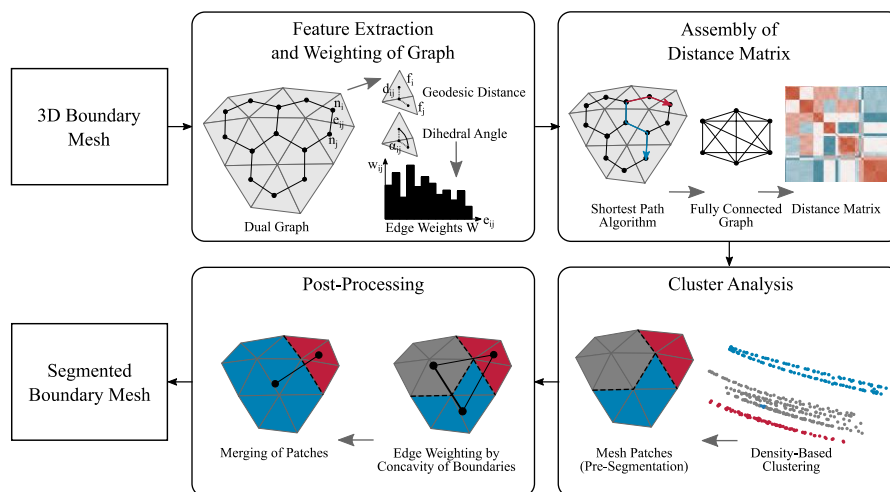 3D Boundary
Mesh
Feature Extraction
and Weighting of Graph
n_i
e_ij
n_j
Dual Graph
f_i
d_ij
f_j
Geodesic Distance
Dihedral Angle
α_ij
w_ij
e_ij
Edge Weights W
Assembly of
Distance Matrix
Shortest Path
Algorithm
Fully Connected
Graph
Distance Matrix
Cluster Analysis
Mesh Patches
(Pre-Segmentation)
Density-Based
Clustering
Post-Processing
Merging of Patches
Edge Weighting by
Concavity of Boundaries
Segmented
Boundary Mesh